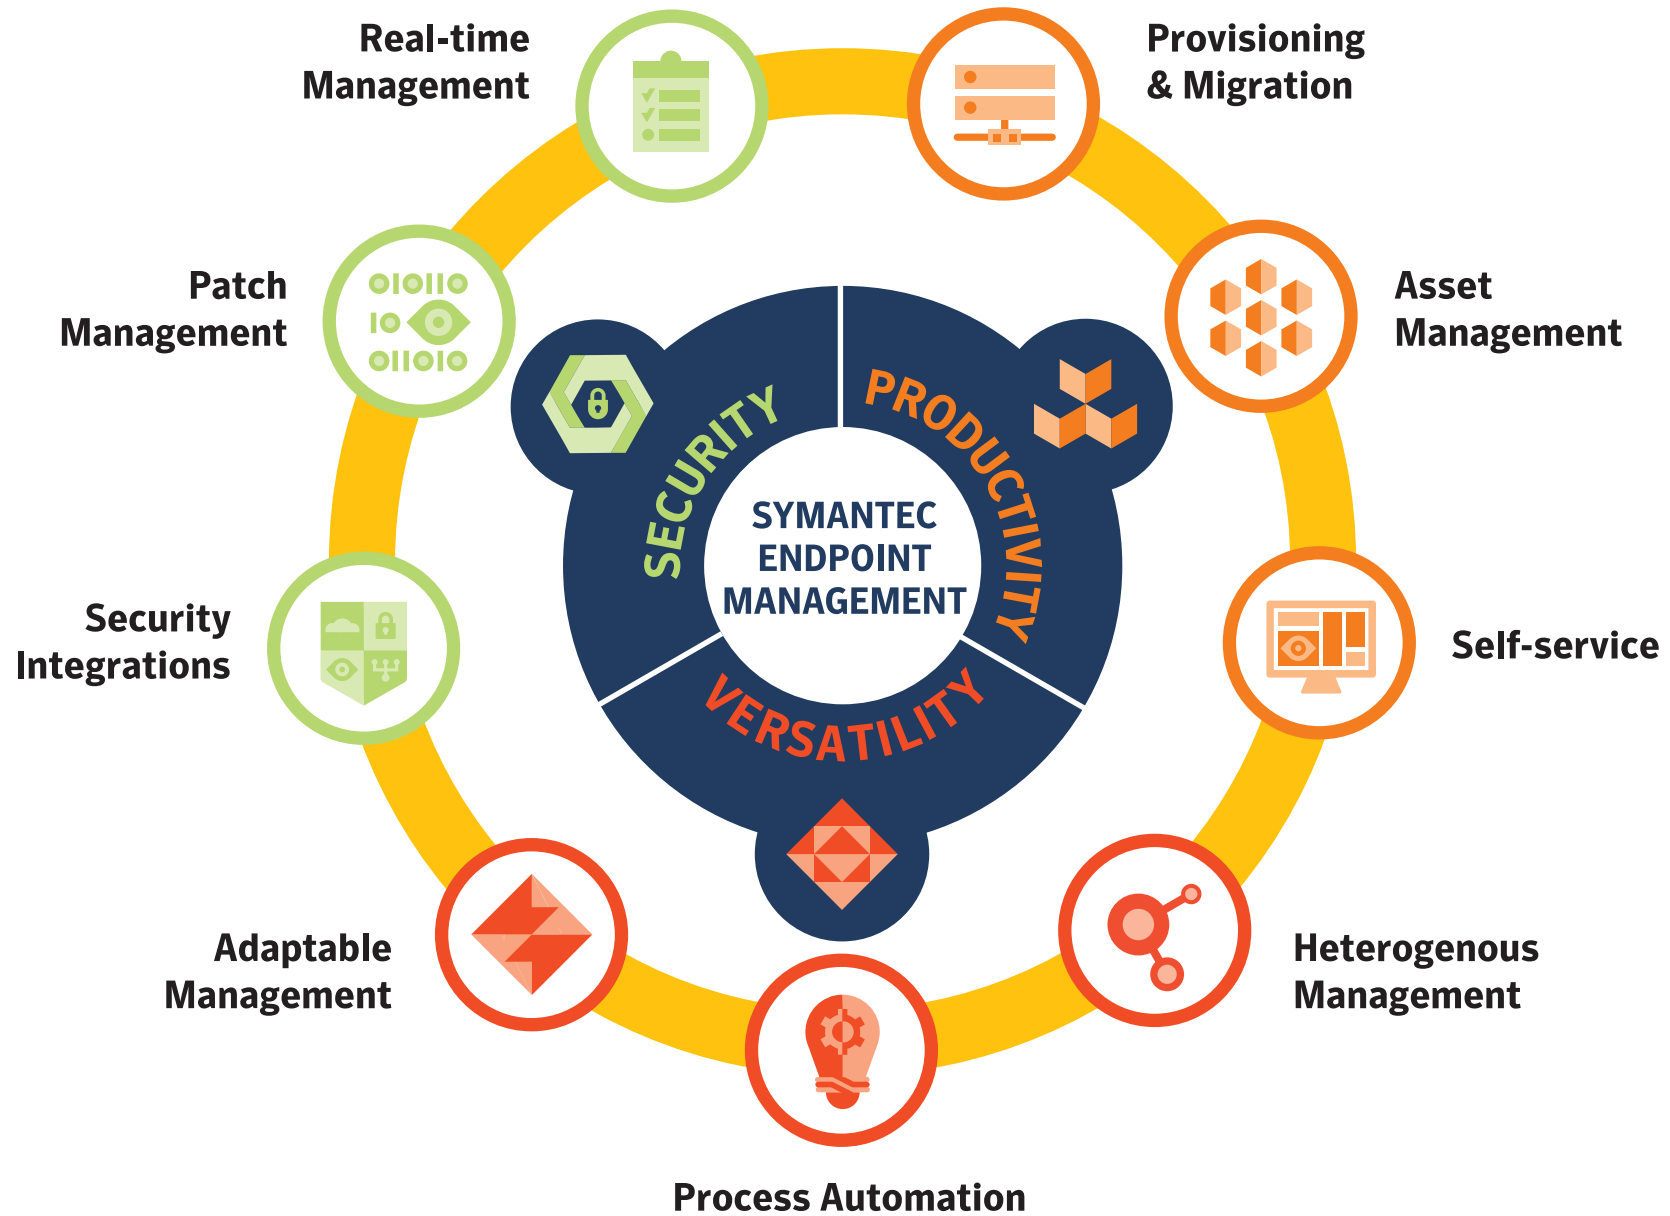 Real-time
Management
Provisioning
& Migration
Patch
Management
Asset
Management
SECURITY
PRODUCTIVITY
VERSATILITY
SYMANTEC
ENDPOINT
MANAGEMENT
Security
Integrations
Self-service
Adaptable
Management
Heterogenous
Management
Process Automation